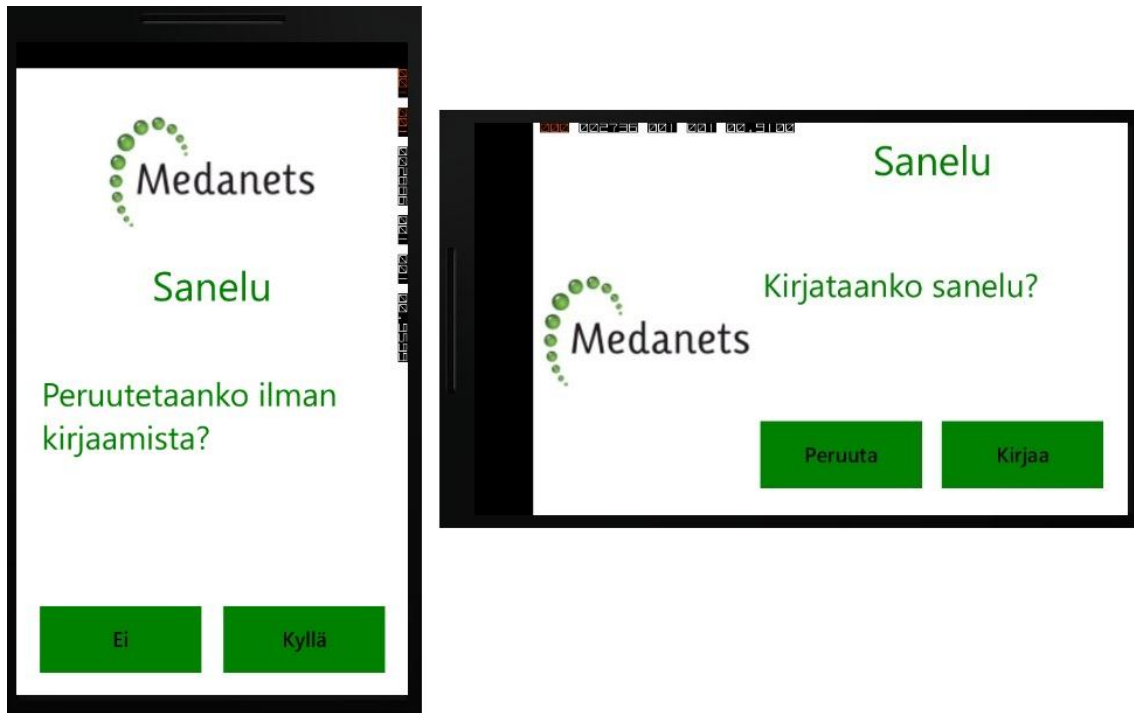 Medanets
Sanelu
Peruutetaanko ilman
kirjaamista?
Ei
Kyllä
Sanelu
Kirjataanko sanelu?
Medanets
Peruuta
Kirjaa